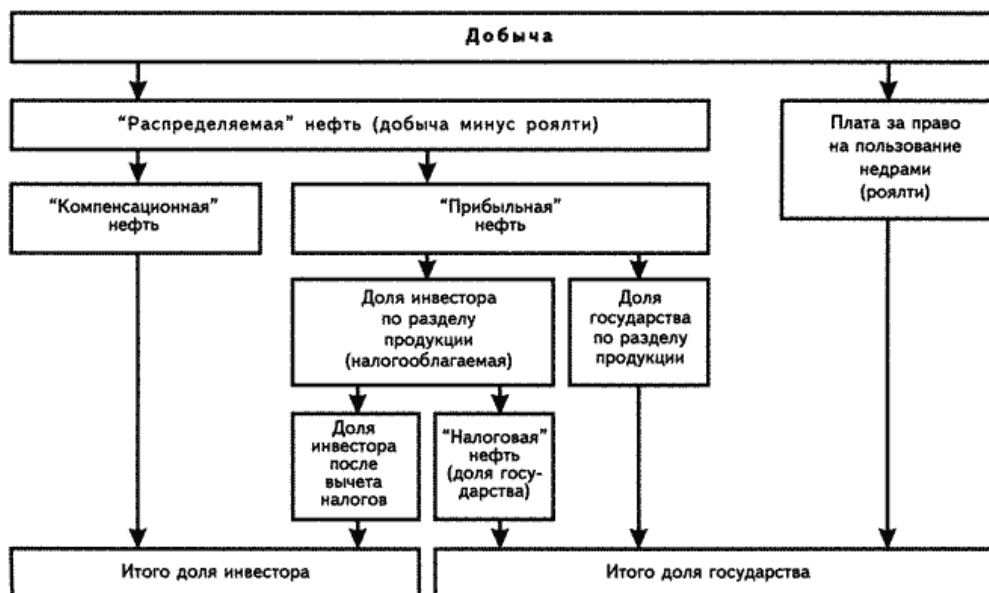 Добыча
“Распределяемая” нефть (добыча минус роялти)
Плата за право
на пользование
недрами
(роялти)
“Компенсационная”
нефть
“Прибыльная”
нефть
Доля инвестора
по разделу
продукции
(налогооблагаемая)
Доля
государства
по разделу
продукции
Доля
инвестора
после
вычета
налогов
“Налоговая”
нефть
(доля госу-
дарства)
Итого доля инвестора
Итого доля государства